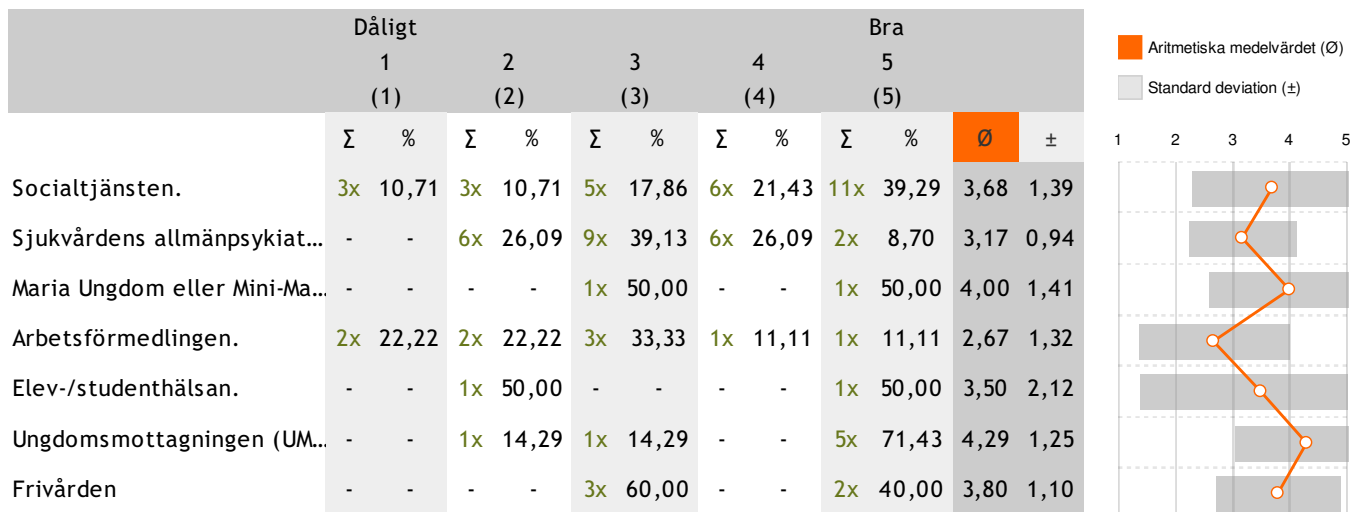 Dåligt Bra
1 2 3 4 5
(1) (2) (3) (4) (5)
Σ % Σ % Σ % Σ % Σ % Ø ±
Socialtjänsten. 3x 10,71 3x 10,71 5x 17,86 6x 21,43 11x 39,29 3,68 1,39
Sjukvårdens allmänpsykiat… - - 6x 26,09 9x 39,13 6x 26,09 2x 8,70 3,17 0,94
Maria Ungdom eller Mini-Ma… - - - - 1x 50,00 - - 1x 50,00 4,00 1,41
Arbetsförmedlingen. 2x 22,22 2x 22,22 3x 33,33 1x 11,11 1x 11,11 2,67 1,32
Elev-/studenthälsan. - - 1x 50,00 - - - - 1x 50,00 3,50 2,12
Ungdomsmottagningen (UM… - - 1x 14,29 1x 14,29 - - 5x 71,43 4,29 1,25
Frivården - - - - 3x 60,00 - - 2x 40,00 3,80 1,10
Aritmetiska medelvärdet (Ø)
Standard deviation (±)
1 2 3 4 5